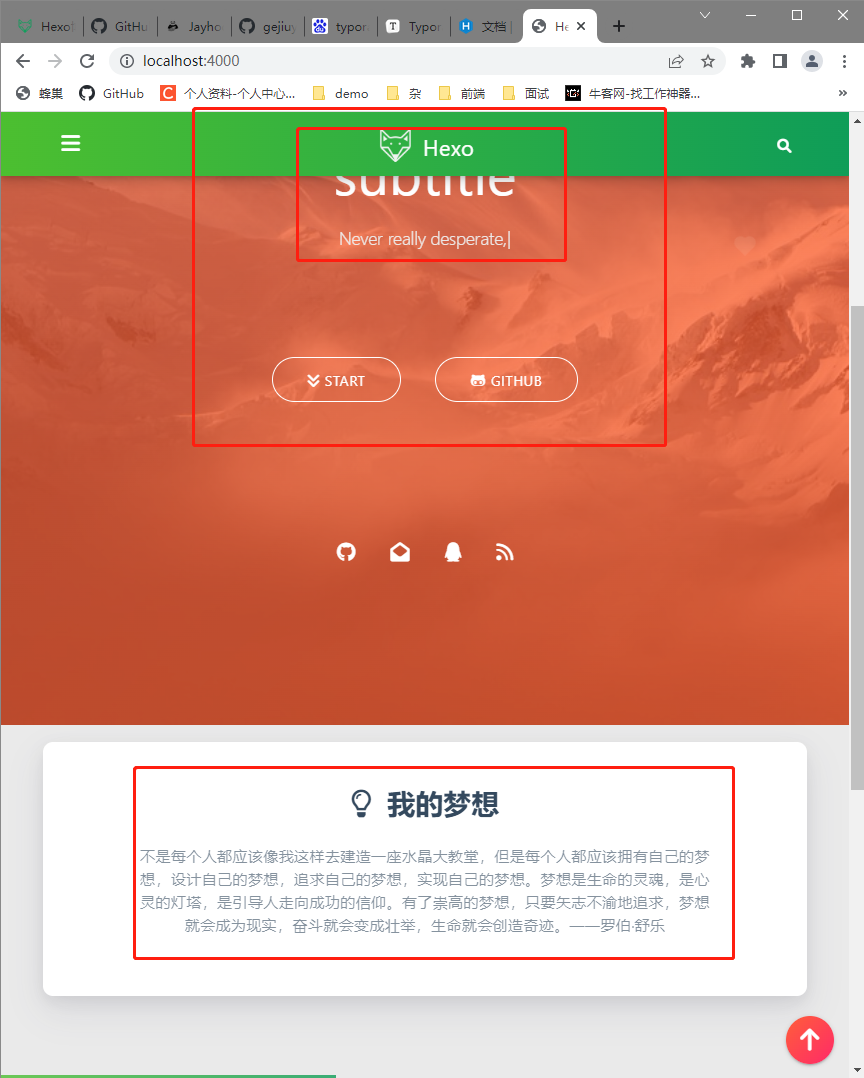 Hexo
GitHu
Jayho
gejiuy
typor
Typor
文档 |
He
localhost:4000
蜂巢
GitHub
个人资料-个人中心...
demo
杂
前端
面试
牛客网-找工作神器...
Hexo
subtitle
Never really desperate,|
START
GITHUB
我的梦想
不是每个人都应该像我这样去建造一座水晶大教堂，但是每个人都应该拥有自己的梦
想，设计自己的梦想，追求自己的梦想，实现自己的梦想。梦想是生命的灵魂，是心
灵的灯塔，是引导人走向成功的信仰。有了崇高的梦想，只要矢志不渝地追求，梦想
就会成为现实，奋斗就会变成壮举，生命就会创造奇迹。——罗伯·舒乐